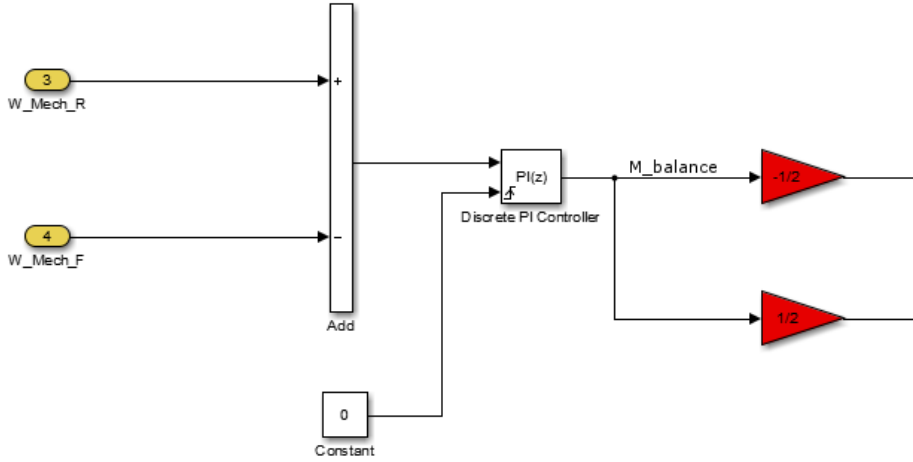 3
W_Mech_R
+
4
W_Mech_F
−
Add
PI(z)
Discrete PI Controller
M_balance
-1/2
1/2
0
Constant